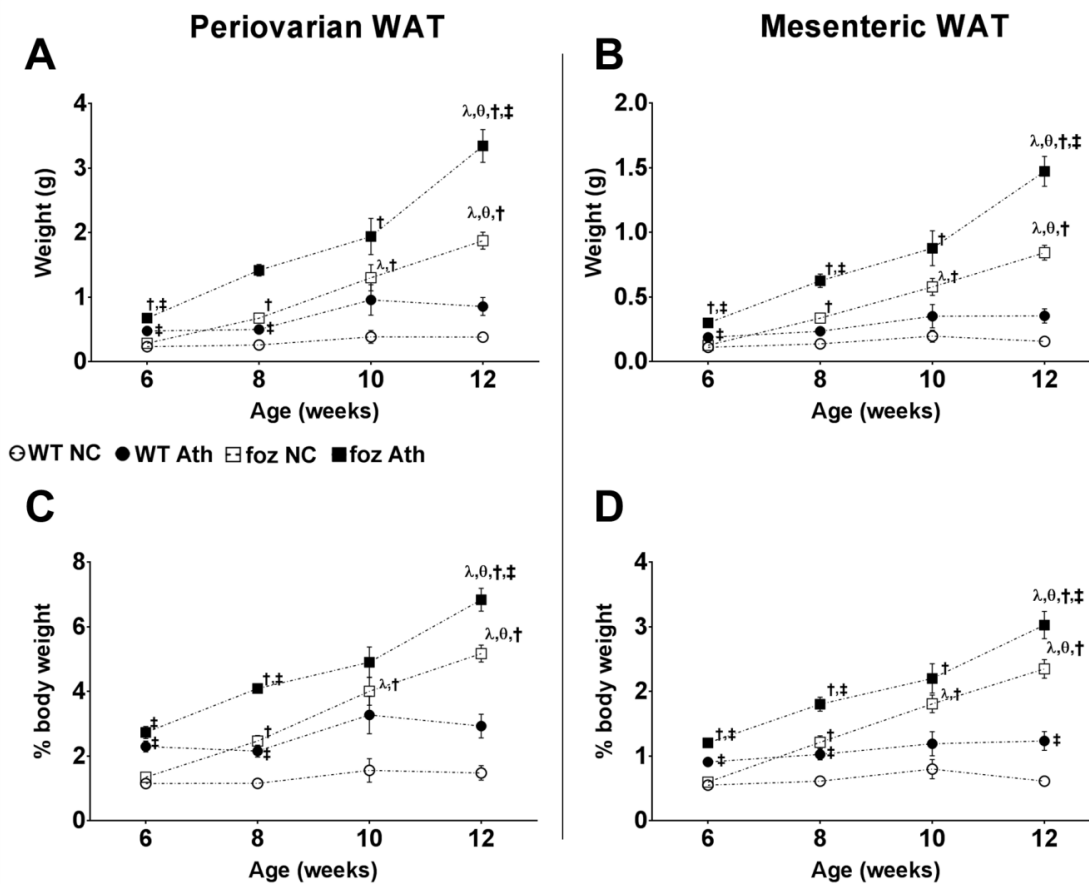 Periovarian WAT
Mesenteric WAT
A
Weight (g)
4
3
2
1
0
6
8
10
12
Age (weeks)
†,‡
‡
†
‡
†
λ,†
λ,θ,†,‡
λ,θ,†
B
Weight (g)
2.0
1.5
1.0
0.5
0.0
6
8
10
12
Age (weeks)
†,‡
‡
†,‡
†
†
λ,‡
λ,θ,†,‡
λ,θ,†
WT NC WT Ath foz NC foz Ath
C
% body weight
8
6
4
2
0
6
8
10
12
Age (weeks)
‡
‡
†,‡
†
‡
λ,†
λ,θ,†,‡
λ,θ,†
D
% body weight
4
3
2
1
0
6
8
10
12
Age (weeks)
†,‡
‡
†,‡
†
‡
†
λ,†
λ,θ,†,‡
λ,θ,†
‡